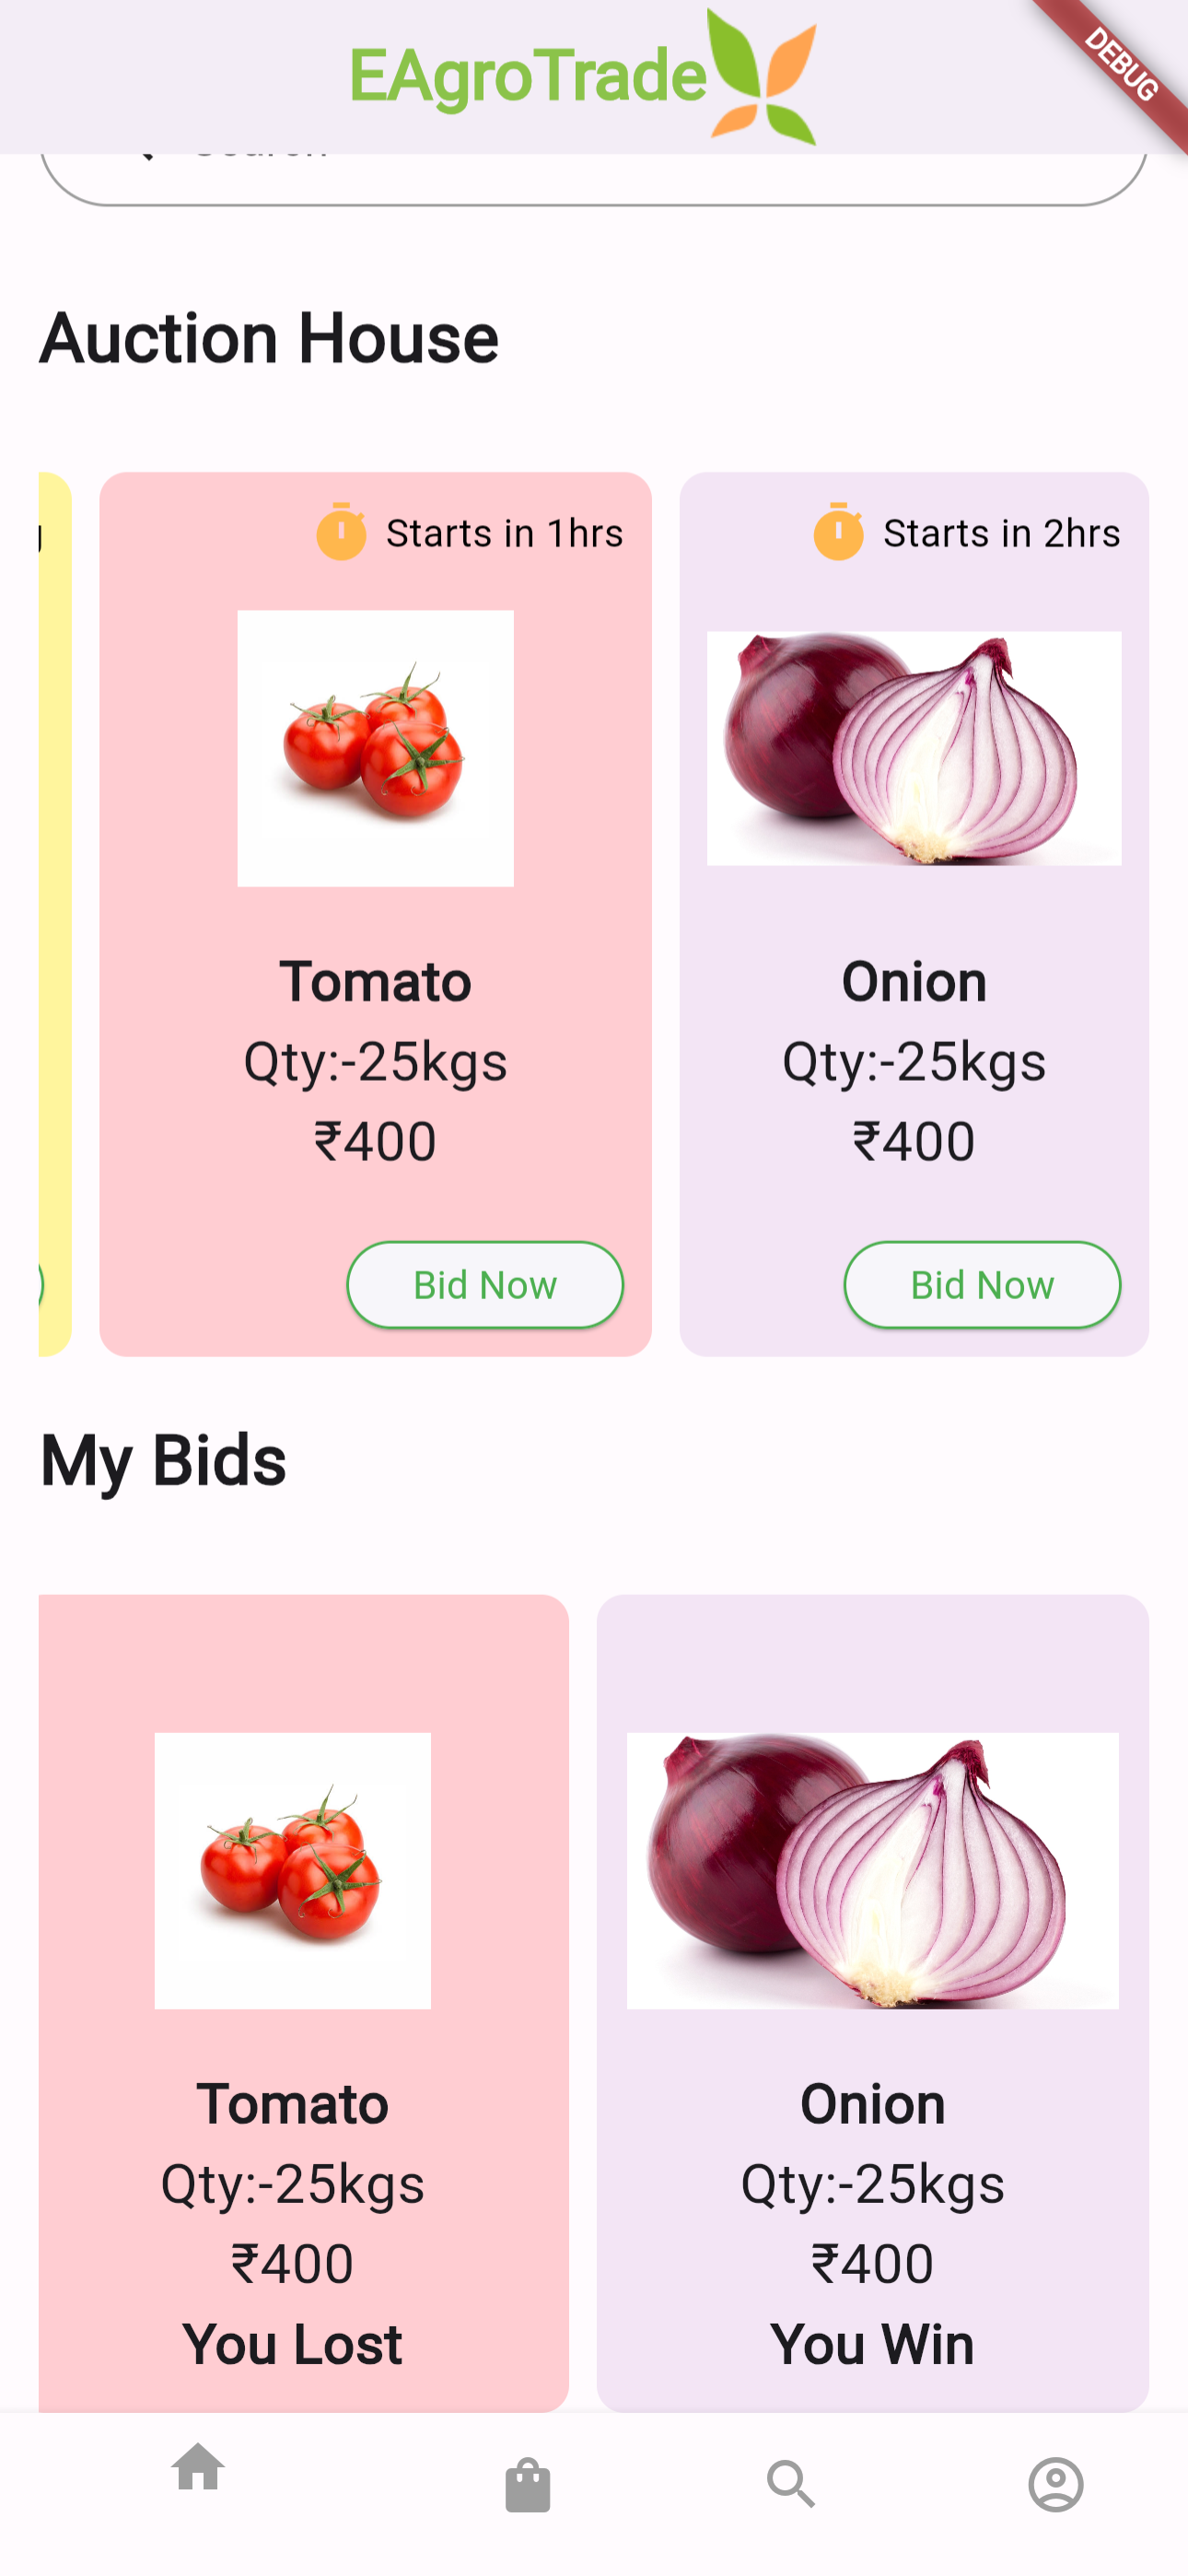 EAgroTrade
DEBUG
Search
Auction House
Starts in 1hrs
Starts in 2hrs
Tomato
Onion
Qty:-25kgs
Qty:-25kgs
₹400
₹400
Bid Now
Bid Now
My Bids
Tomato
Onion
Qty:-25kgs
Qty:-25kgs
₹400
₹400
You Lost
You Win